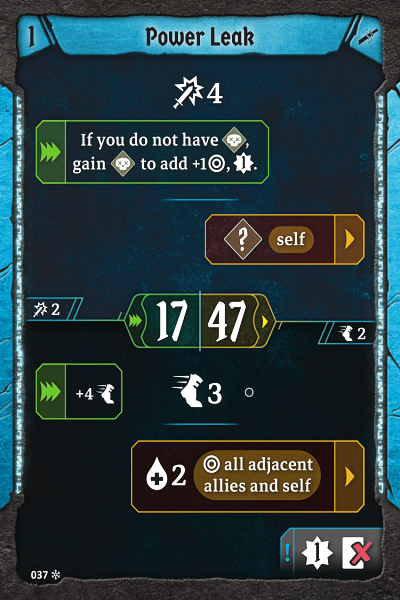 1
Power Leak
4
If you do not have ,
gain to add +1 , 1 .
? self
2
17 47
2
+4
3
2 all adjacent
allies and self
! 1
037